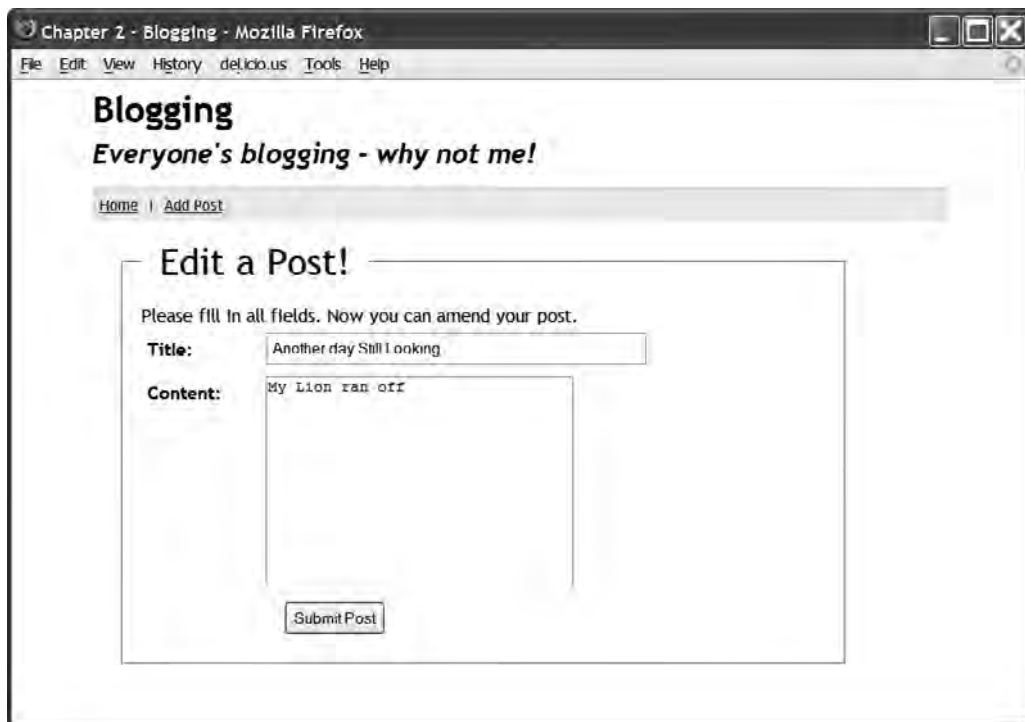 Chapter 2 - Blogging - Mozilla Firefox
File Edit View History del.icio.us Tools Help
Blogging
Everyone's blogging - why not me!
Home | Add Post
Edit a Post!
Please fill in all fields. Now you can amend your post.
Title: Another day Still Looking
Content: My Lion ran off
Submit Post